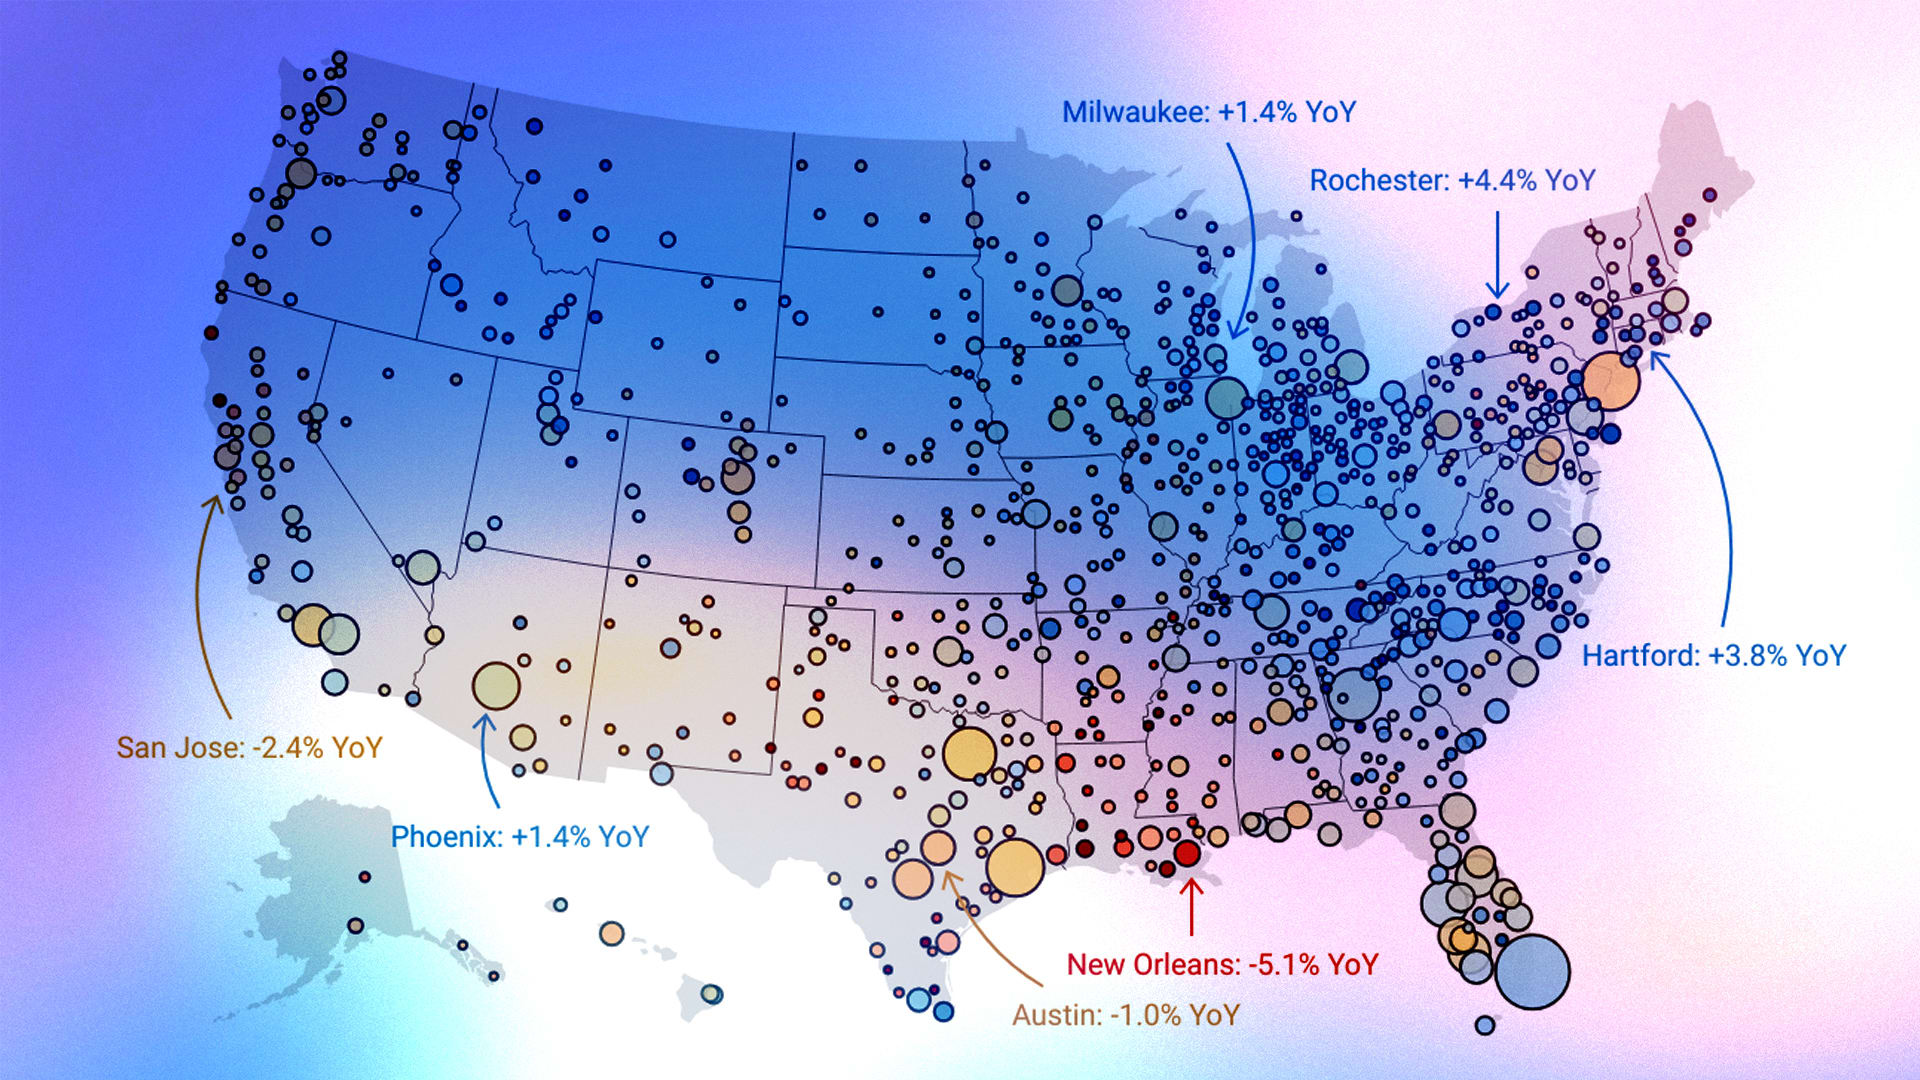 Milwaukee: +1.4% YoY
Rochester: +4.4% YoY
Hartford: +3.8% YoY
San Jose: -2.4% YoY
Phoenix: +1.4% YoY
New Orleans: -5.1% YoY
Austin: -1.0% YoY